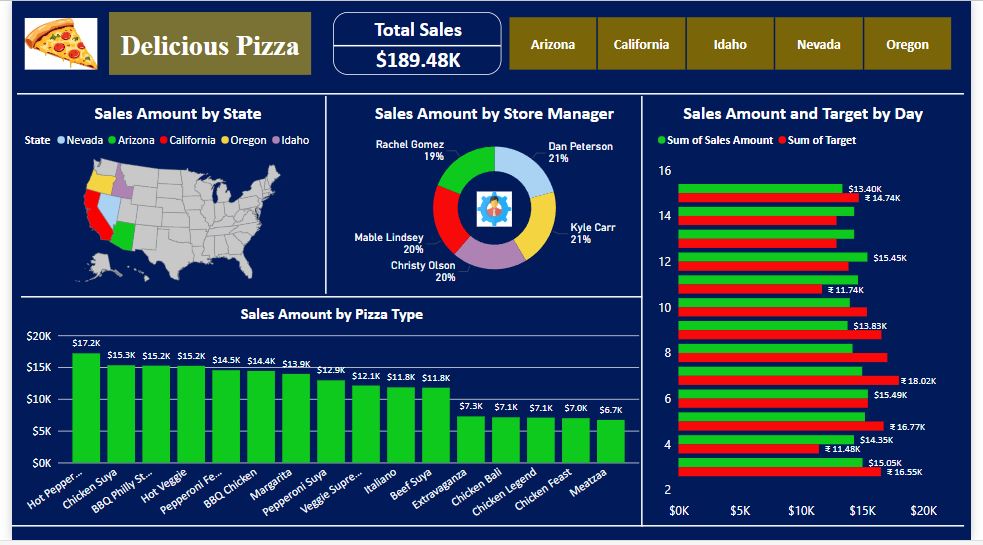 Delicious Pizza
Total Sales
$189.48K
Arizona
California
Idaho
Nevada
Oregon
Sales Amount by State
State Nevada Arizona California Oregon Idaho
Sales Amount by Store Manager
Rachel Gomez
19%
Dan Peterson
21%
Kyle Carr
21%
Mable Lindsey
20%
Christy Olson
20%
Sales Amount by Pizza Type
$20K
$15K
$10K
$5K
$0K
$17.2K
$15.3K
$15.2K
$15.2K
$14.5K
$14.4K
$13.9K
$12.9K
$12.1K
$11.8K
$11.8K
$7.3K
$7.1K
$7.1K
$7.0K
$6.7K
Hot Pepper...
Chicken Suya
BBQ Philly St...
Hot Veggie
Pepperoni Fe...
BBQ Chicken
Margarita
Pepperoni Suya
Veggie Supre...
Italiano
Beef Suya
Extravaganza
Chicken Bali
Chicken Legend
Chicken Feast
Meatzaa
Sales Amount and Target by Day
Sum of Sales Amount Sum of Target
16
14
12
10
8
6
4
2
$13.40K
₹ 14.74K
$15.45K
₹ 11.74K
$13.83K
₹ 18.02K
$15.49K
₹ 16.77K
$14.35K
₹ 11.48K
$15.05K
₹ 16.55K
$0K
$5K
$10K
$15K
$20K